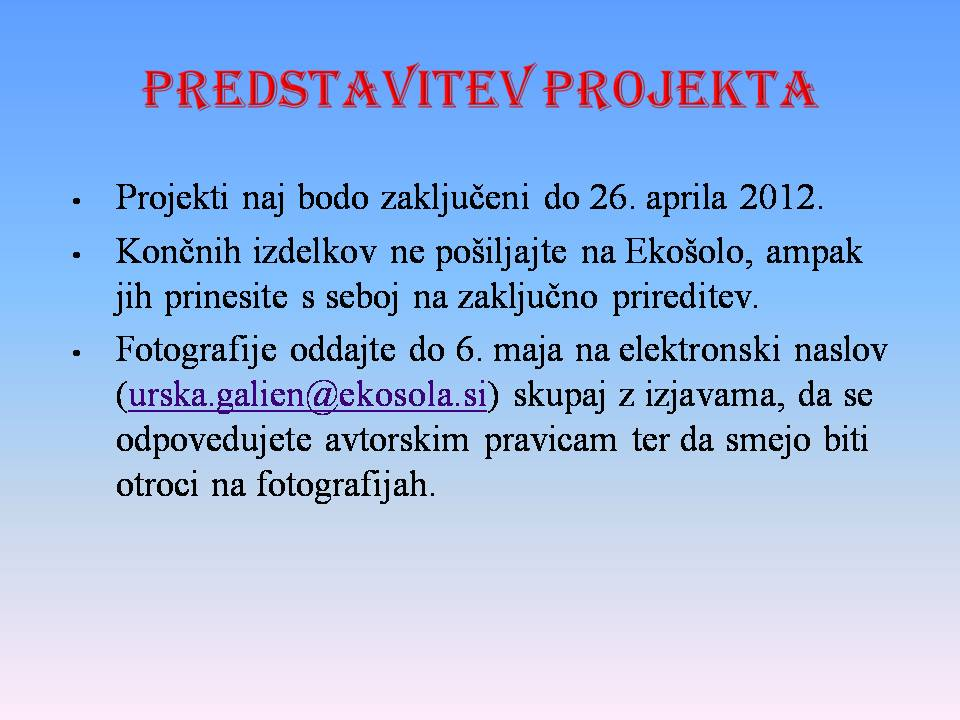 PREDSTAVITEV PROJEKTA
• Projekti naj bodo zaključeni do 26. aprila 2012.
• Končnih izdelkov ne pošiljajte na Ekošolo, ampak
jih prinesite s seboj na zaključno prireditev.
• Fotografije oddajte do 6. maja na elektronski naslov
(urska.galien@ekosola.si) skupaj z izjavama, da se
odpovedujete avtorskim pravicam ter da smejo biti
otroci na fotografijah.